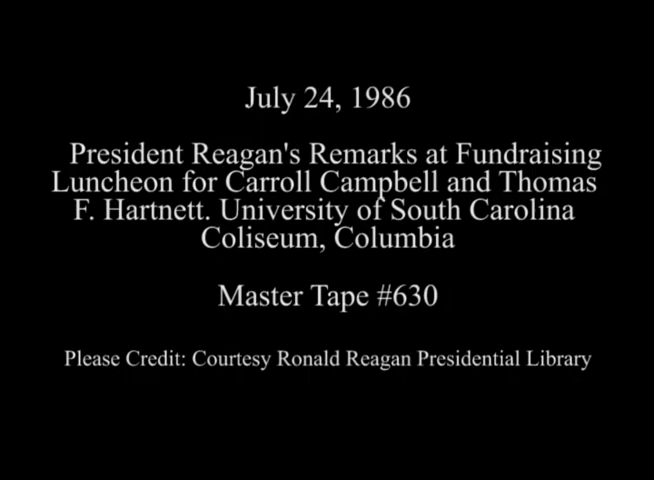 July 24, 1986
President Reagan's Remarks at Fundraising
Luncheon for Carroll Campbell and Thomas
F. Hartnett. University of South Carolina
Coliseum, Columbia
Master Tape #630
Please Credit: Courtesy Ronald Reagan Presidential Library